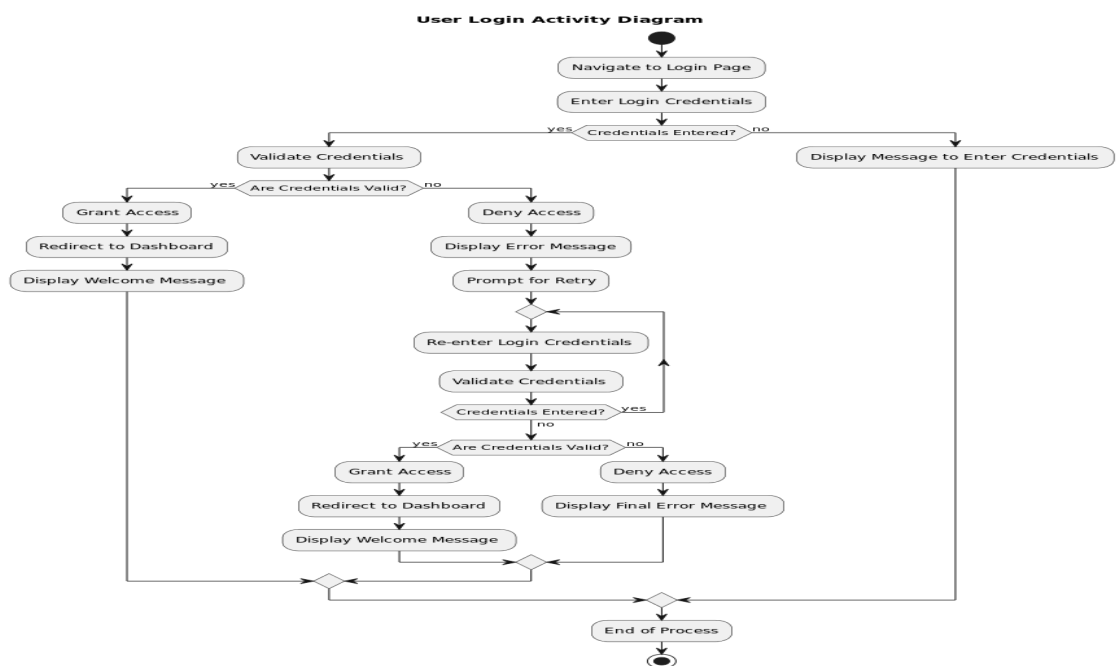 User Login Activity Diagram
Navigate to Login Page
Enter Login Credentials
yes
Credentials Entered?
no
Validate Credentials
Display Message to Enter Credentials
yes
Are Credentials Valid?
no
Grant Access
Deny Access
Redirect to Dashboard
Display Error Message
Display Welcome Message
Prompt for Retry
Re-enter Login Credentials
Validate Credentials
Credentials Entered?
yes
no
yes
Are Credentials Valid?
no
Grant Access
Deny Access
Redirect to Dashboard
Display Final Error Message
Display Welcome Message
End of Process